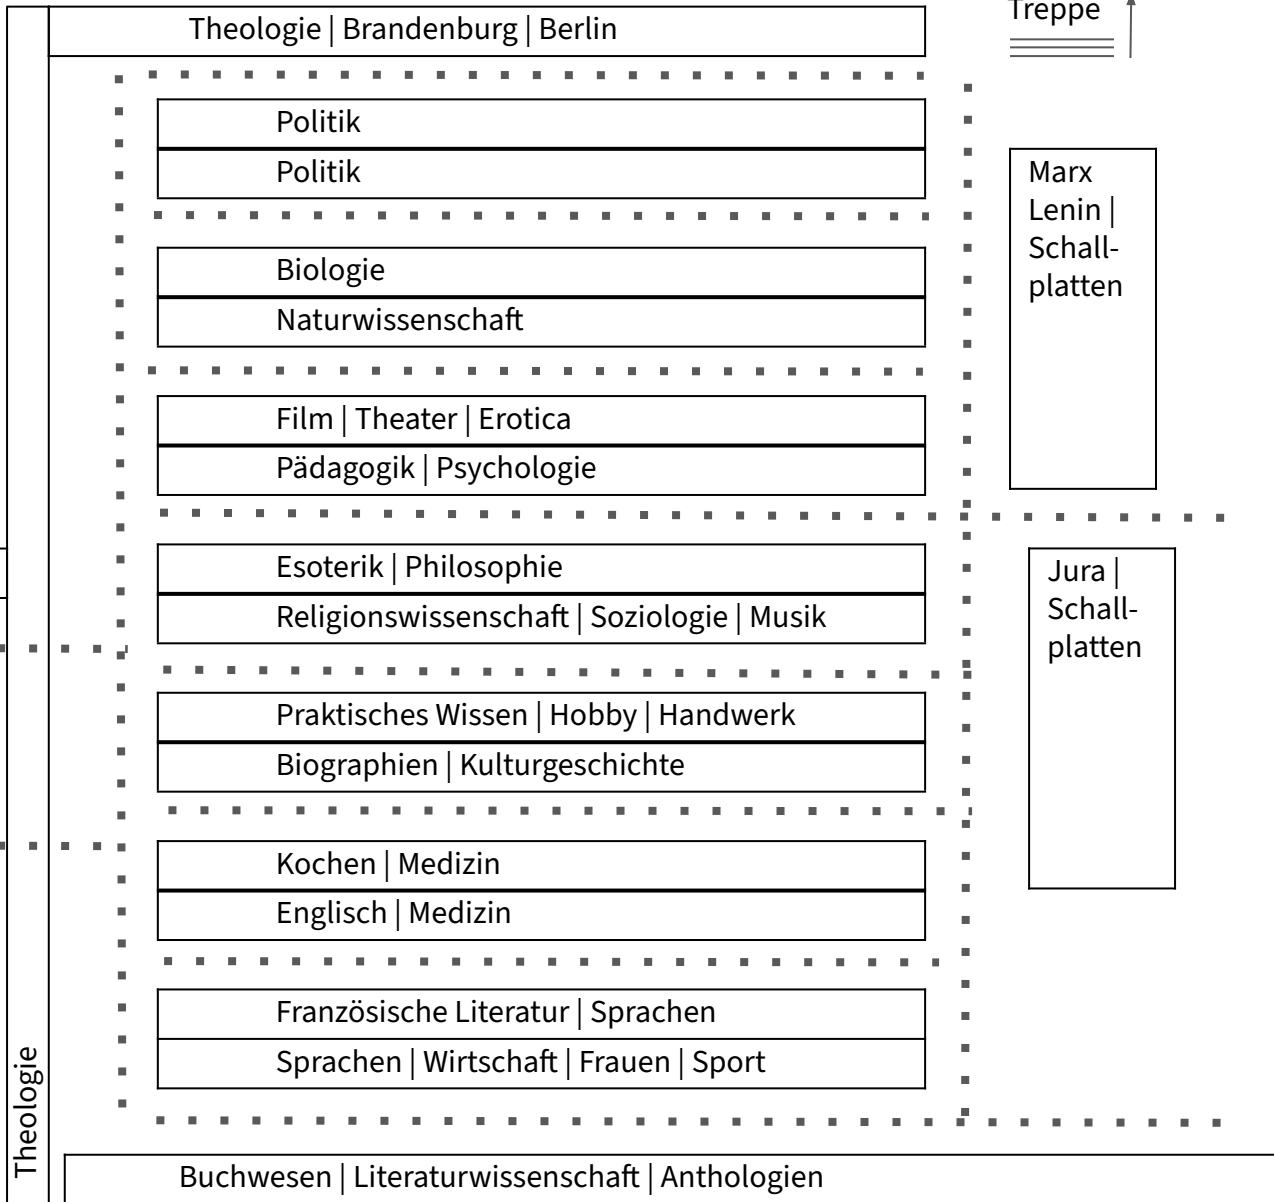 Treppe
Theologie | Brandenburg | Berlin
Politik
Politik
Marx
Lenin |
Schall-
platten
Biologie
Naturwissenschaft
Film | Theater | Erotica
Pädagogik | Psychologie
Esoterik | Philosophie
Religionswissenschaft | Soziologie | Musik
Jura |
Schall-
platten
Praktisches Wissen | Hobby | Handwerk
Biographien | Kulturgeschichte
Kochen | Medizin
Englisch | Medizin
Französische Literatur | Sprachen
Sprachen | Wirtschaft | Frauen | Sport
Theologie
Buchwesen | Literaturwissenschaft | Anthologien